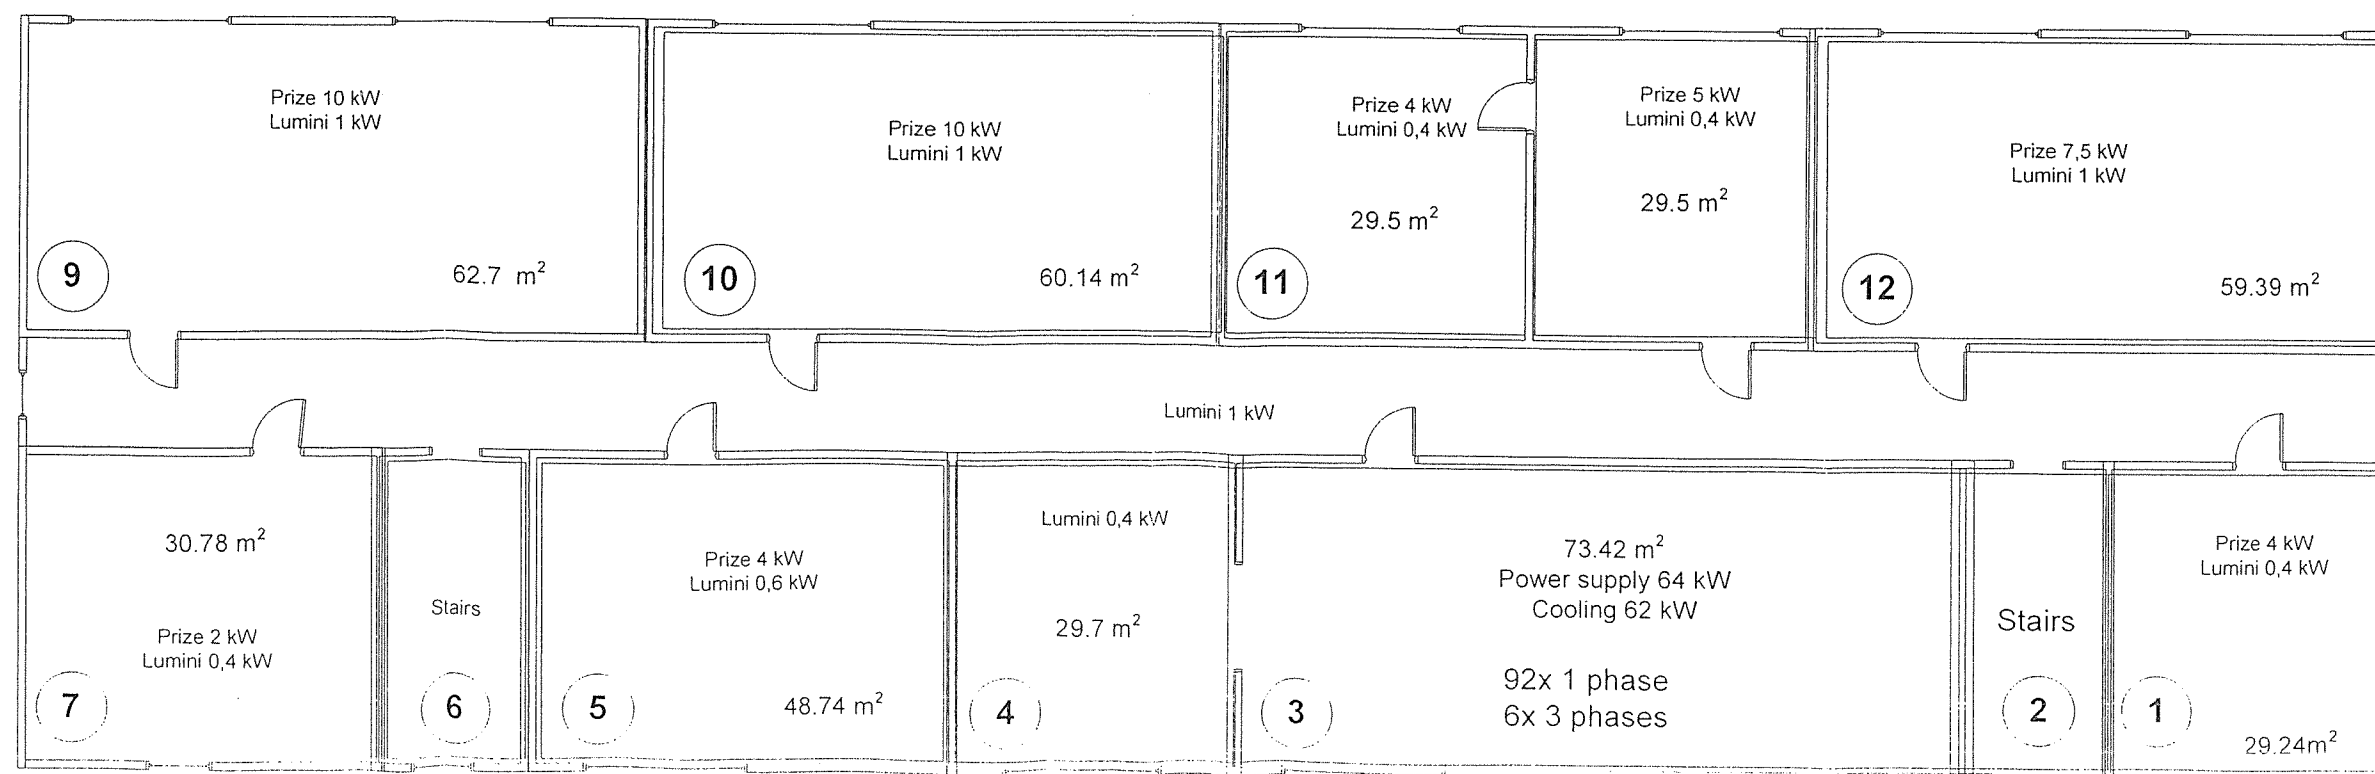 Prize 10 kW
Lumini 1 kW
9
62.7 m²
Prize 10 kW
Lumini 1 kW
10
60.14 m²
Prize 4 kW
Lumini 0,4 kW
29.5 m²
11
Prize 5 kW
Lumini 0,4 kW
29.5 m²
Prize 7,5 kW
Lumini 1 kW
12
59.39 m²
Lumini 1 kW
30.78 m²
Prize 2 kW
Lumini 0,4 kW
7
Stairs
6
Prize 4 kW
Lumini 0,6 kW
5
48.74 m²
Lumini 0,4 kW
29.7 m²
4
73.42 m²
Power supply 64 kW
Cooling 62 kW
92x 1 phase
6x 3 phases
3
Stairs
2
Prize 4 kW
Lumini 0,4 kW
1
29.24m²